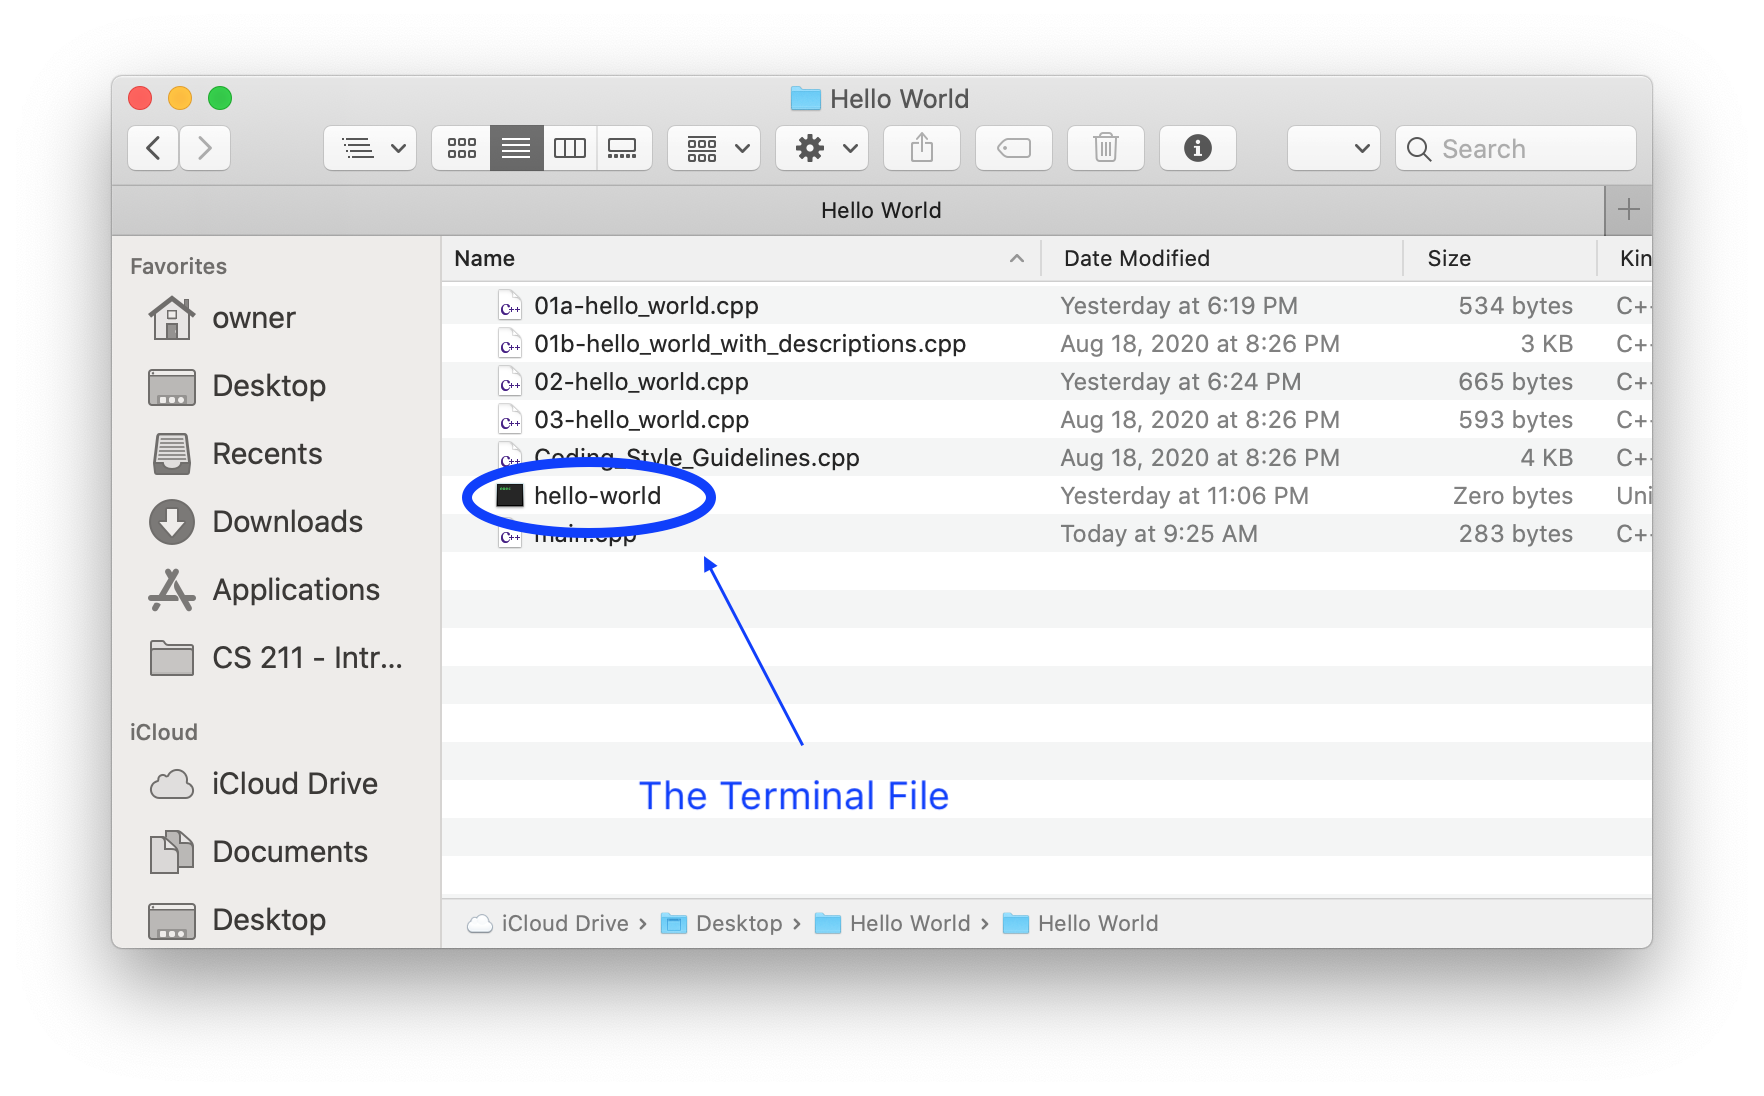 Hello World
Search
Hello World
Favorites
owner
Desktop
Recents
Downloads
Applications
CS 211 - Intr...
iCloud
iCloud Drive
Documents
Desktop
Name Date Modified Size Kin
01a-hello_world.cpp Yesterday at 6:19 PM 534 bytes C+
01b-hello_world_with_descriptions.cpp Aug 18, 2020 at 8:26 PM 3 KB C+
02-hello_world.cpp Yesterday at 6:24 PM 665 bytes C+
03-hello_world.cpp Aug 18, 2020 at 8:26 PM 593 bytes C+
Coding_Style_Guidelines.cpp Aug 18, 2020 at 8:26 PM 4 KB C+
hello-world Yesterday at 11:06 PM Zero bytes Uni
main.cpp Today at 9:25 AM 283 bytes C+
The Terminal File
iCloud Drive › Desktop › Hello World › Hello World